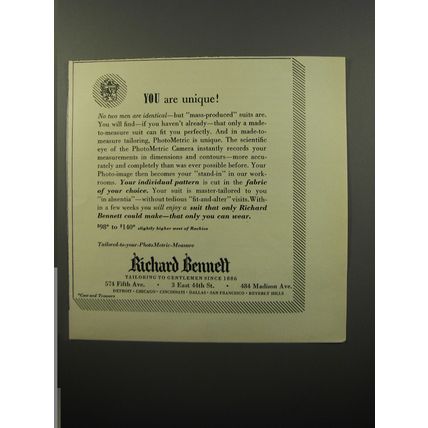 YOU are unique!
No two men are identical—but "mass-produced" suits are.
You will find—if you haven't already—that only a made-
to-measure suit can fit you perfectly. And in made-to-
measure tailoring, PhotoMetric is unique. The scientific
eye of the PhotoMetric Camera instantly records your
measurements in dimensions and contours—more accu-
rately and completely than was ever possible before. Your
Photo-image then becomes your "stand-in" in our work-
rooms. Your individual pattern is cut in the fabric
of your choice. Your suit is master-tailored to you
"in absentia"—without tedious "fit-and-alter" visits. With-
in a few weeks you will enjoy a suit that only Richard
Bennett could make—that only you can wear.
$98* to $140* slightly higher west of Rockies
Tailored-to-your-PhotoMetric-Measure
Richard Bennett
TAILORING TO GENTLEMEN SINCE 1886
574 Fifth Ave. • 3 East 44th St. • 484 Madison Ave.
DETROIT • CHICAGO • CINCINNATI • DALLAS • SAN FRANCISCO • BEVERLY HILLS
*Coat and Trousers